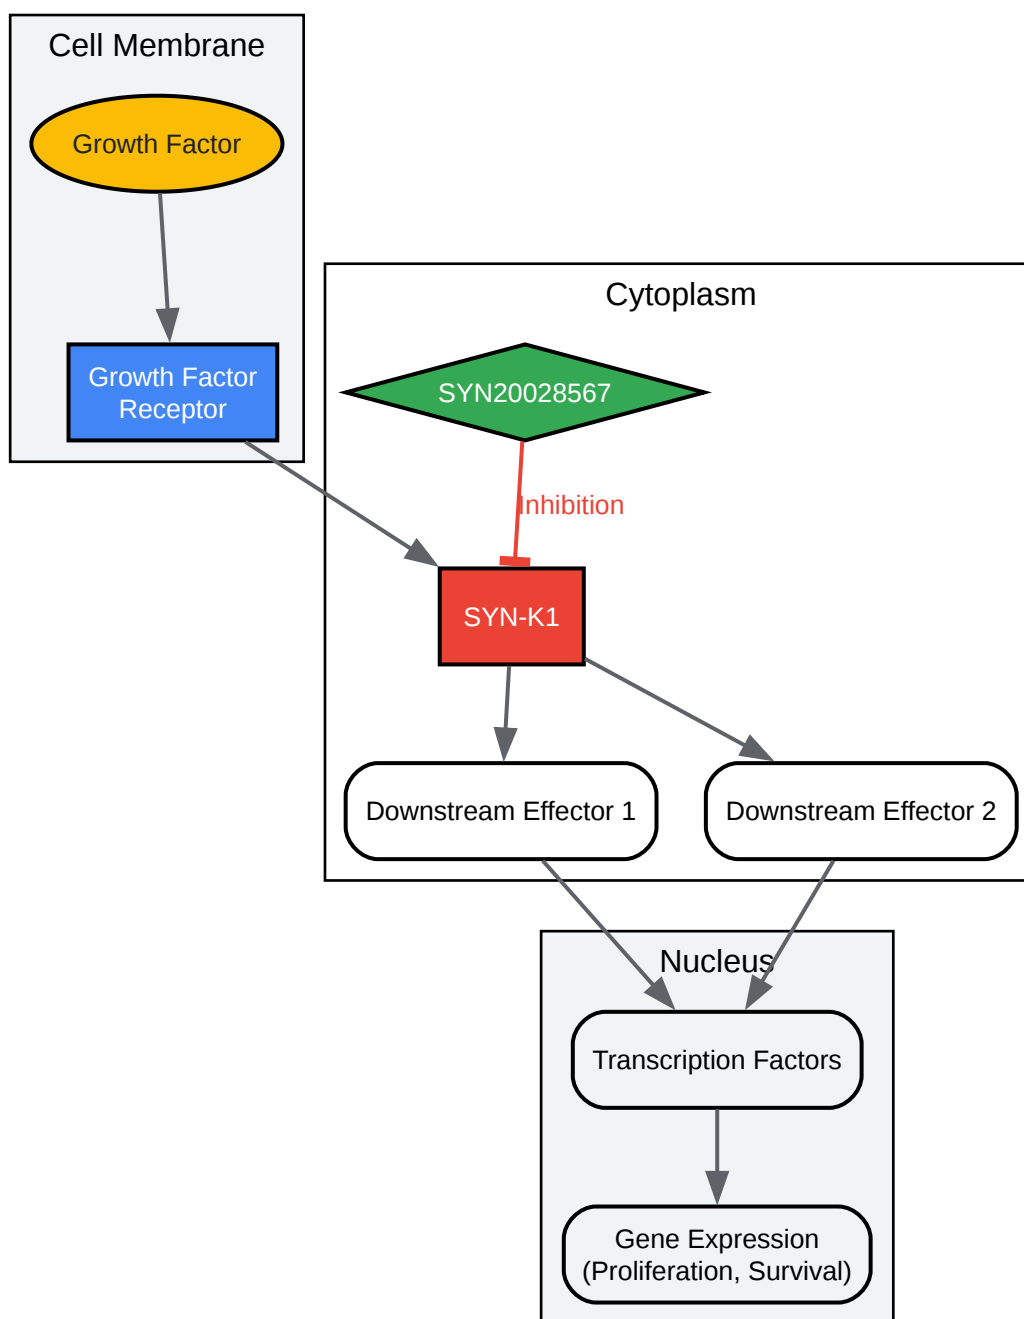 Cell Membrane
Growth Factor
Growth Factor
Receptor
Cytoplasm
SYN20028567
Inhibition
SYN-K1
Downstream Effector 1
Downstream Effector 2
Nucleus
Transcription Factors
Gene Expression
(Proliferation, Survival)